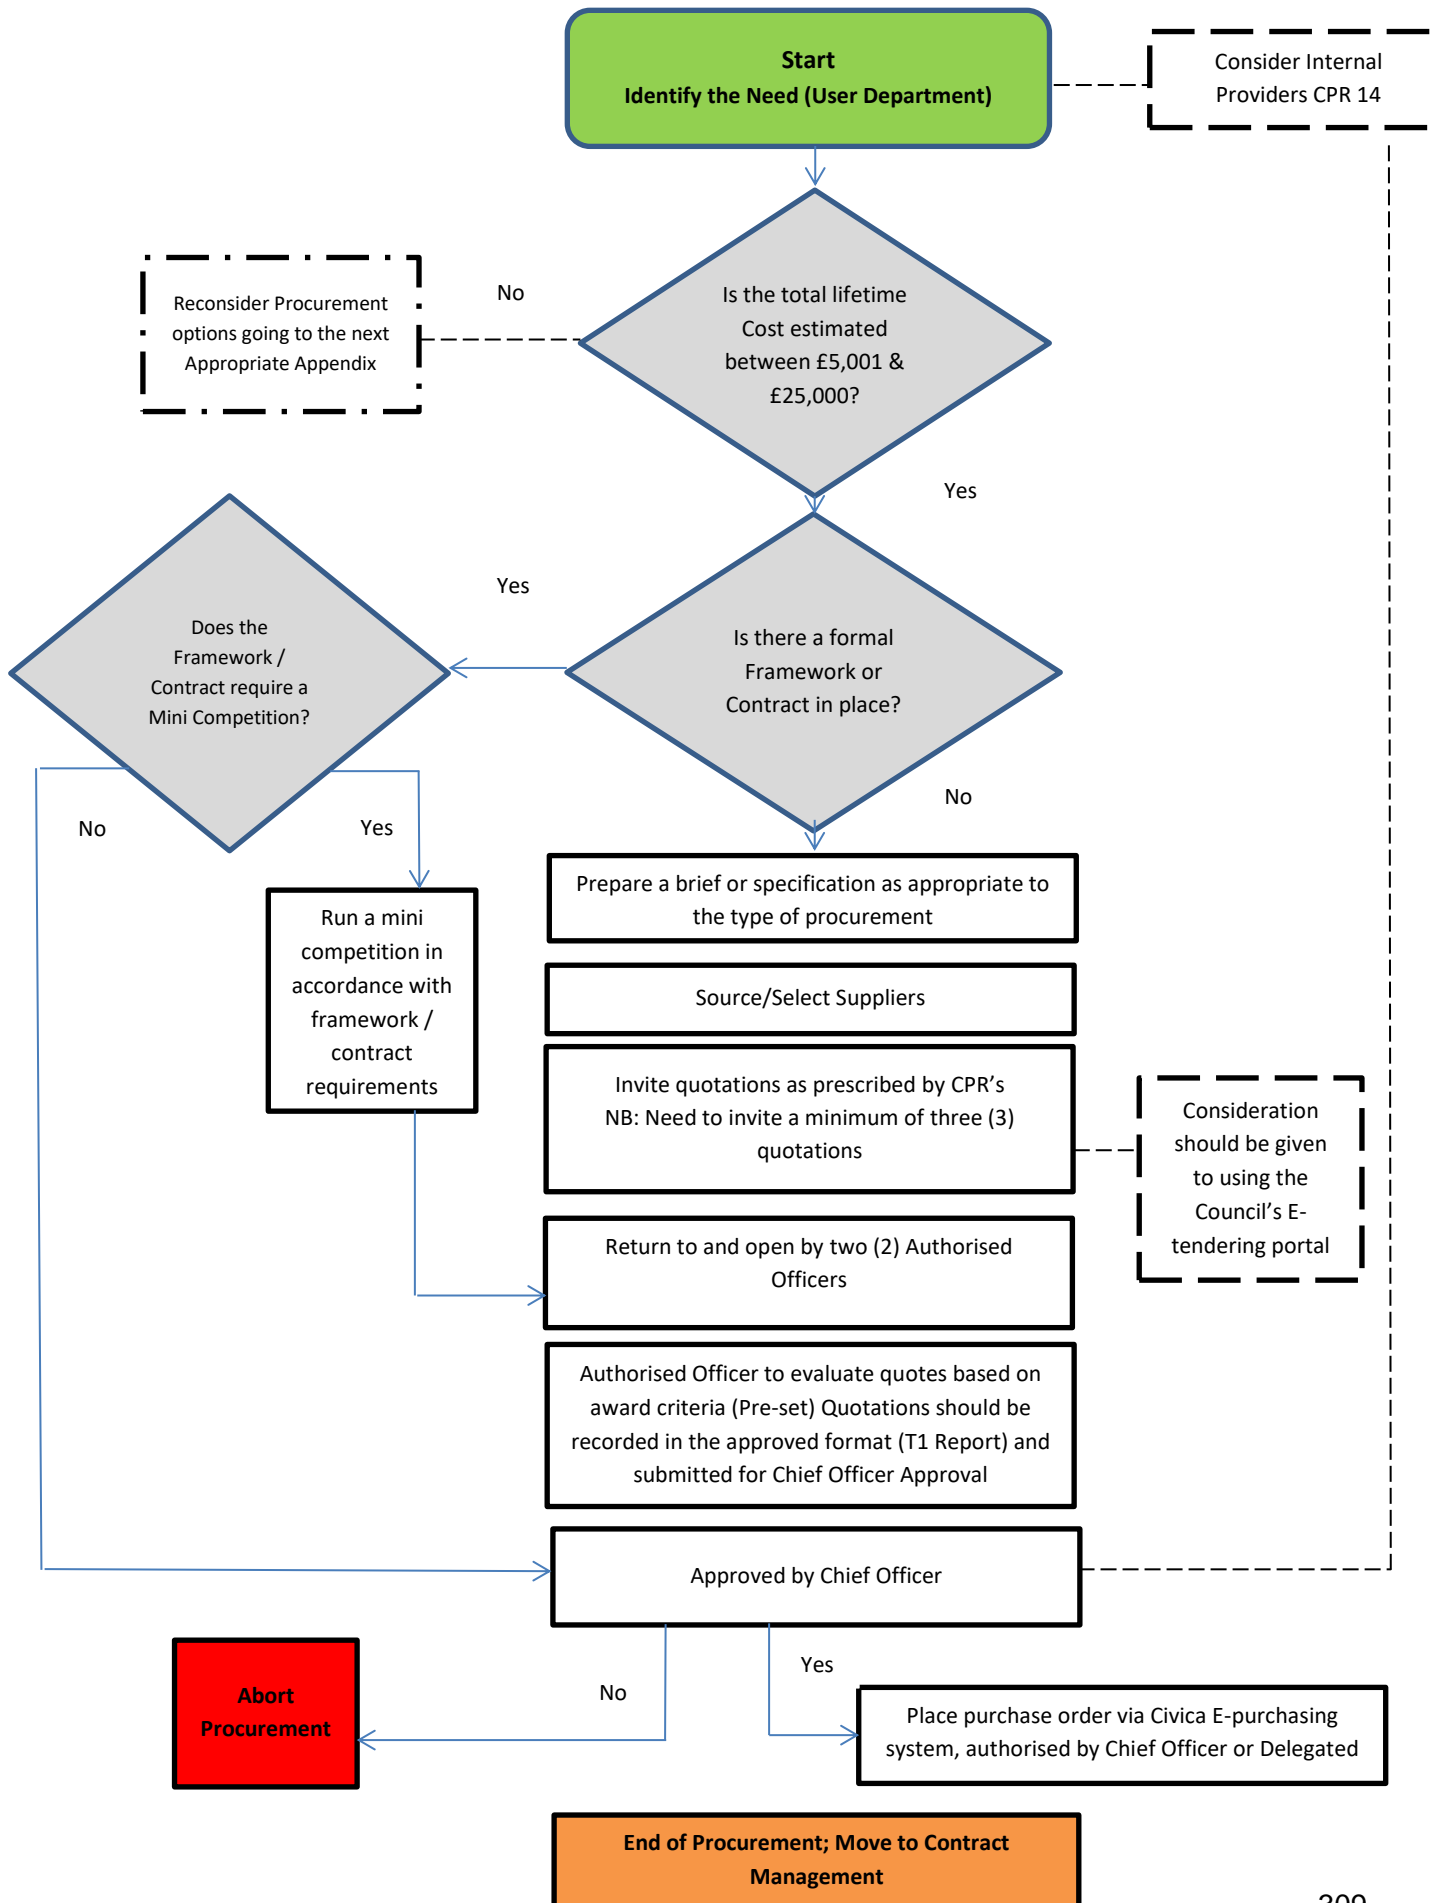 Start
Identify the Need (User Department)
Consider Internal
Providers CPR 14
Is the total lifetime
Cost estimated
between £5,001 &
£25,000?
No
Reconsider Procurement
options going to the next
Appropriate Appendix
Yes
Is there a formal
Framework or
Contract in place?
Yes
Does the
Framework /
Contract require a
Mini Competition?
No
No
Yes
Prepare a brief or specification as appropriate to
the type of procurement
Run a mini
competition in
accordance with
framework /
contract
requirements
Source/Select Suppliers
Invite quotations as prescribed by CPR's
NB: Need to invite a minimum of three (3)
quotations
Consideration
should be given
to using the
Council's E-
tendering portal
Return to and open by two (2) Authorised
Officers
Authorised Officer to evaluate quotes based on
award criteria (Pre-set) Quotations should be
recorded in the approved format (T1 Report) and
submitted for Chief Officer Approval
Approved by Chief Officer
No
Yes
Abort
Procurement
Place purchase order via Civica E-purchasing
system, authorised by Chief Officer or Delegated
End of Procurement; Move to Contract
Management